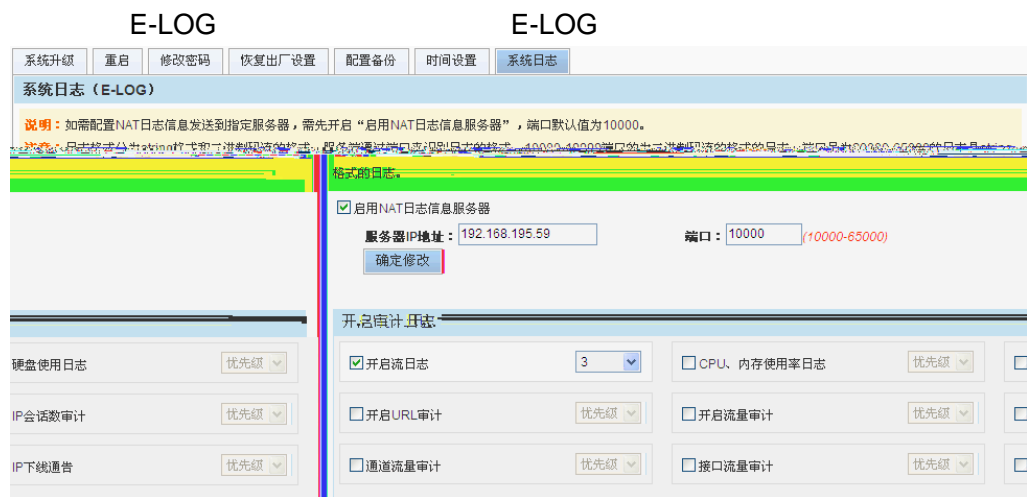 E-LOG E-LOG
系统升级 重启 修改密码 恢复出厂设置 配置备份 时间设置 系统日志
系统日志（E-LOG）
说明：如需配置NAT日志信息发送到指定服务器，需先开启“启用NAT日志信息服务器”，端口默认值为10000。
格式的日志。
启用NAT日志信息服务器
服务器IP地址： 192.168.195.59 端口： 10000 (10000-65000)
确定修改
开启审计日志
硬盘使用日志 优先级 开启流日志 3 CPU、内存使用率日志 优先级
IP会话数审计 优先级 开启URL审计 优先级 开启流量审计 优先级
IP下线通告 优先级 通道流量审计 优先级 接口流量审计 优先级